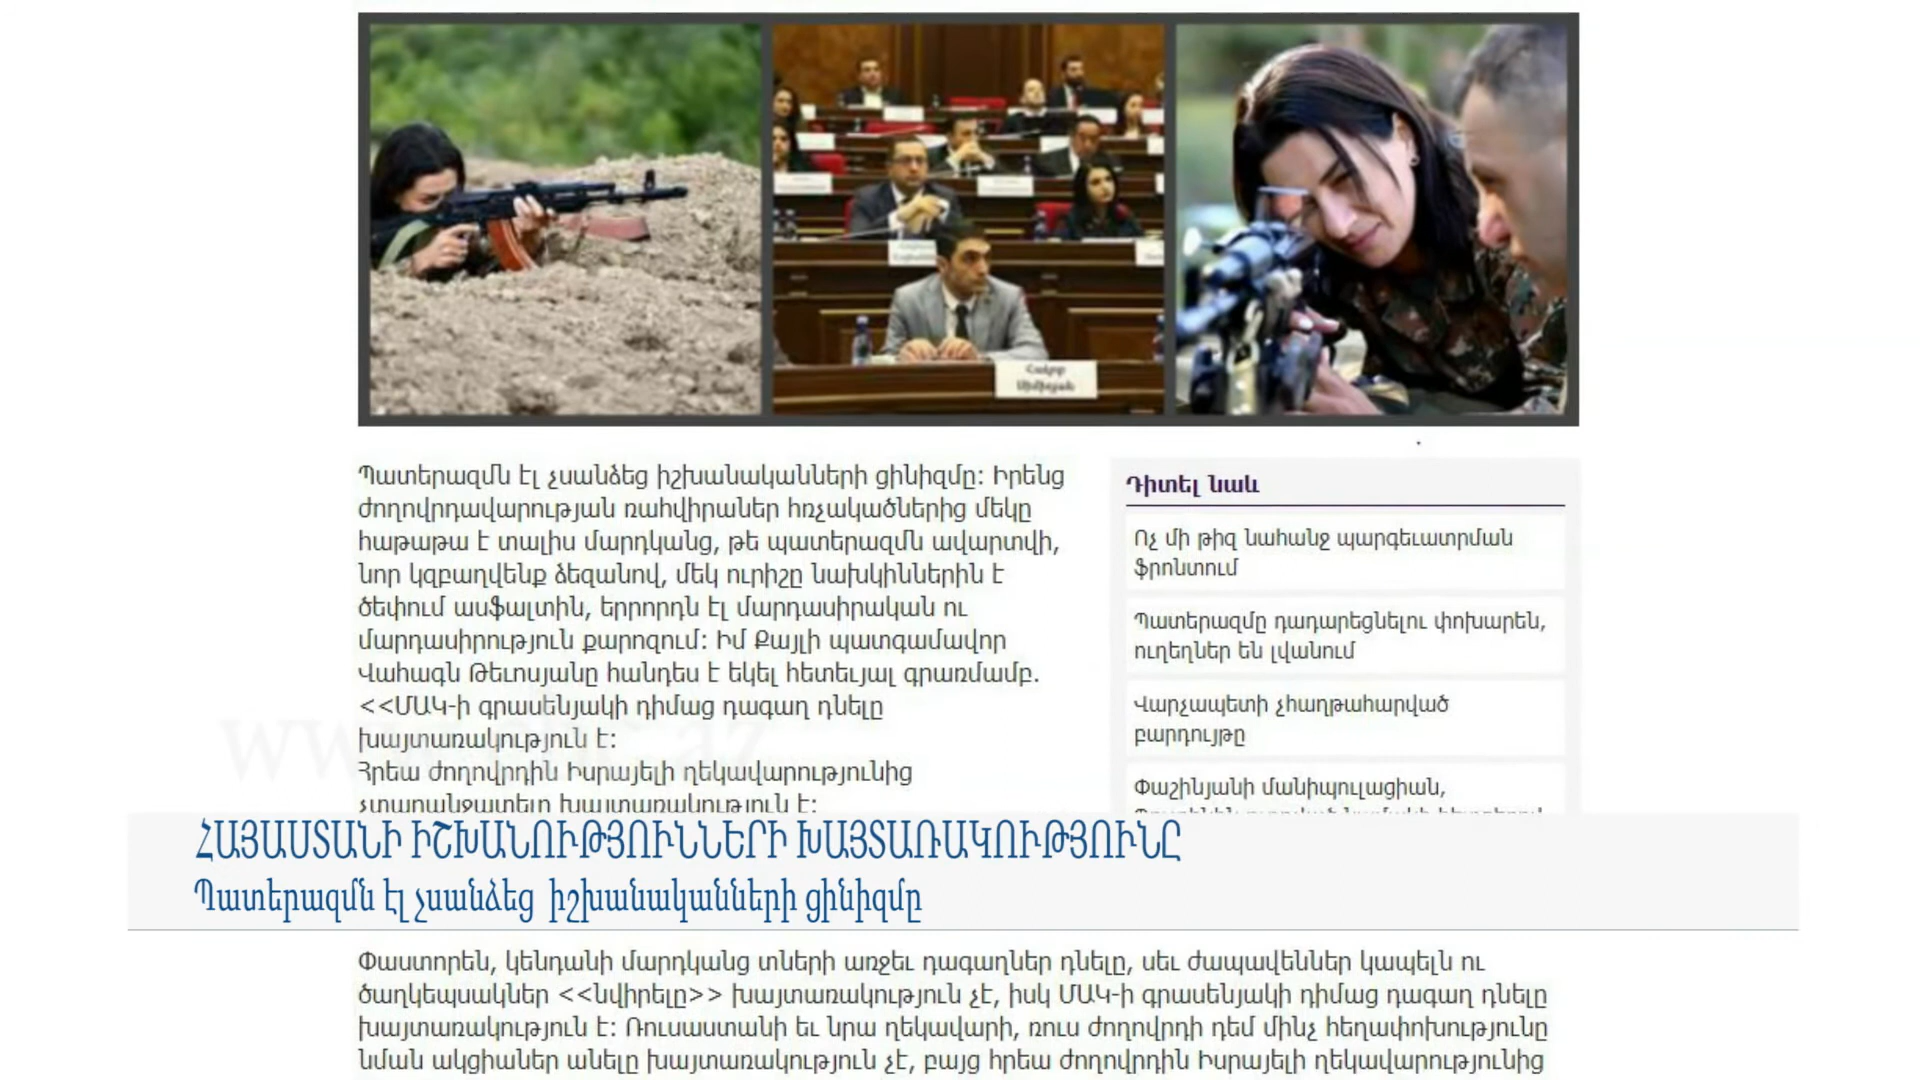 Հակոբ
Սիմիդյան
Պատերազմն էլ չսանձեց իշխանականների ցինիզմը: Իրենց
ժողովրդավարության ռահվիրաներ հռչակածներից մեկը
հաթաթա է տալիս մարդկանց, թե պատերազմն ավարտվի,
նոր կզբաղվենք ձեզանով, մեկ ուրիշը նախկիններին է
ծեփում ասֆալտին, երրորդն էլ մարդասիրական ու
մարդասիրություն քարոզում: Իմ Քայլի պատգամավոր
Վահագն Թեւոսյանը հանդես է եկել հետեւյալ գրառմամբ.
<<ՄԱԿ-ի գրասենյակի դիմաց դագաղ դնելը
խայտառակություն է:
Հրեա ժողովրդին Իսրայելի ղեկավարությունից
չտարանջատելը խայտառակություն է:
Դիտել նաև
Ոչ մի թիզ նահանջ պարգեւատրման
ֆրոնտում
Պատերազմը դադարեցնելու փոխարեն,
ուղեղներ են լվանում
Վարչապետի չհաղթահարված
բարդույթը
Փաշինյանի մանիպուլացիան,
ՀԱՅԱՍՏԱՆԻ ԻՇԽԱՆՈՒԹՅՈՒՆՆԵՐԻ ԽԱՅՏԱՌԱԿՈՒԹՅՈՒՆԸ
Պատերազմն էլ չսանձեց իշխանականների ցինիզմը
Փաստորեն, կենդանի մարդկանց տների առջեւ դագաղներ դնելը, սեւ ժապավեններ կապելն ու
ծաղկեպսակներ <<նվիրելը>> խայտառակություն չէ, իսկ ՄԱԿ-ի գրասենյակի դիմաց դագաղ դնելը
խայտառակություն է: Ռուսաստանի եւ նրա ղեկավարի, ռուս ժողովրդի դեմ մինչ հեղափոխությունը
նման ակցիաներ անելը խայտառակություն չէ, բայց հրեա ժողովրդին Իսրայելի ղեկավարությունից